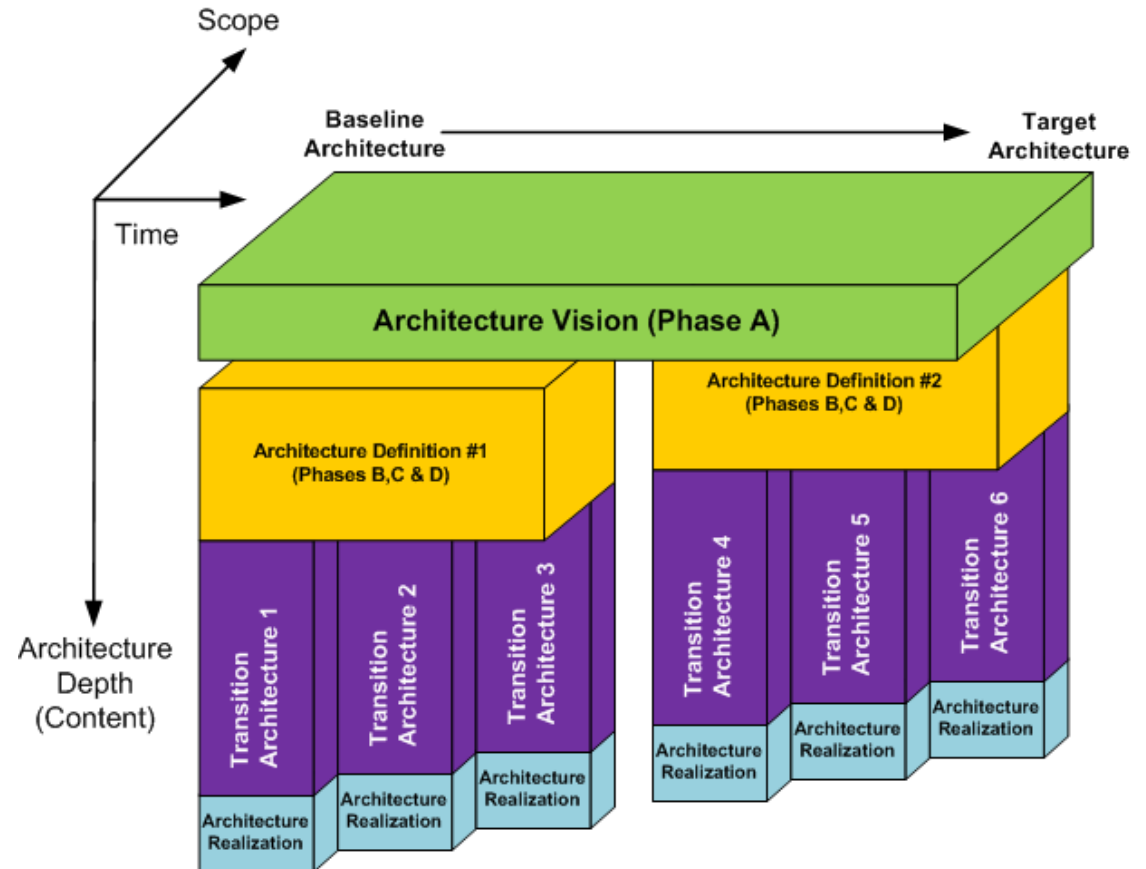 Scope
Baseline
Architecture
Target
Architecture
Time
Architecture Vision (Phase A)
Architecture Definition #1
(Phases B,C & D)
Architecture Definition #2
(Phases B,C & D)
Transition
Architecture 1
Transition
Architecture 2
Transition
Architecture 3
Transition
Architecture 4
Transition
Architecture 5
Transition
Architecture 6
Architecture
Depth
(Content)
Architecture
Realization
Architecture
Realization
Architecture
Realization
Architecture
Realization
Architecture
Realization
Architecture
Realization